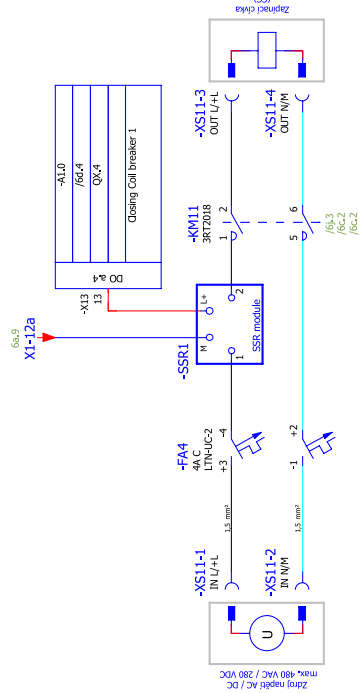 Zapínací cívka
-XS11-3
OUT L/+L
-XS11-4
OUT N/M
-A1.0
/6d.4
QX.4
Closing Coil breaker 1
DO a.4
-X13
13
6a.9
X1-12a
-KM11
3RT2018
1
2
5
6
/6j.3
/6c.2
/6c.2
-SSR1
M
L+
1
2
SSR module
-FA4
4A C
LTN-UC-2
+3
-4
-1
+2
1,5 mm²
1,5 mm²
-XS11-1
IN L/+L
-XS11-2
IN N/M
U
Zdroj napětí AC / DC
max. 480 VAC / 280 VDC